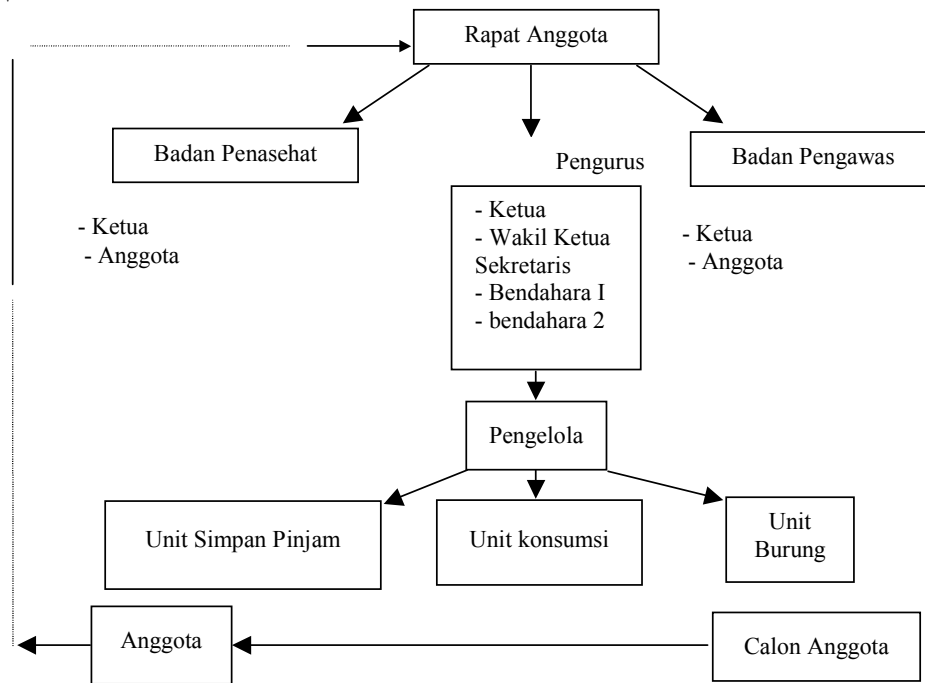 Rapat Anggota
Badan Penasehat
Pengurus
Badan Pengawas
- Ketua
- Anggota
- Ketua
- Wakil Ketua
Sekretaris
- Bendahara I
- bendahara 2
- Ketua
- Anggota
Pengelola
Unit Simpan Pinjam
Unit konsumsi
Unit
Burung
Anggota
Calon Anggota